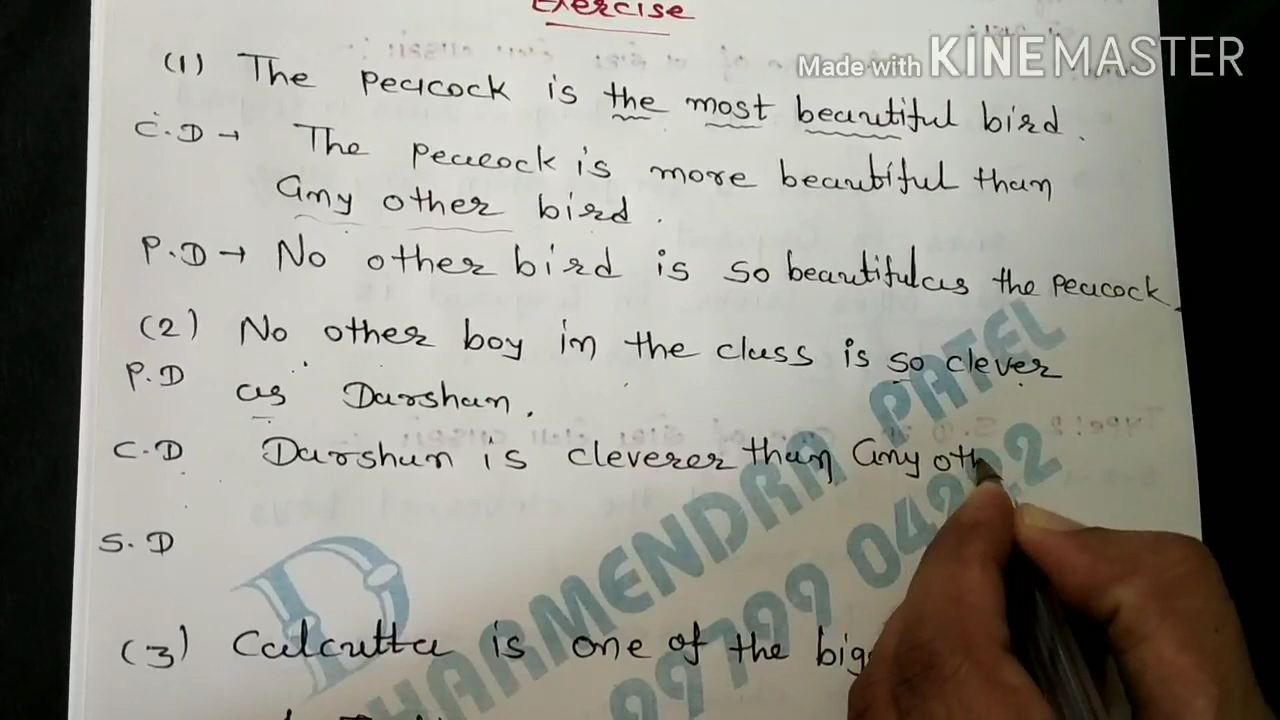 Exercise
Made with KINEMASTER
(1) The peacock is the most beautiful bird.
C.D → The peacock is more beautiful than
any other bird.
P.D → No other bird is so beautiful as the peacock.
(2) No other boy in the class is so clever
P.D as Darshan.
C.D Darshan is cleverer than any oth
S.D
(3) Calcutta is one of the big
DHARMENDRA PATEL